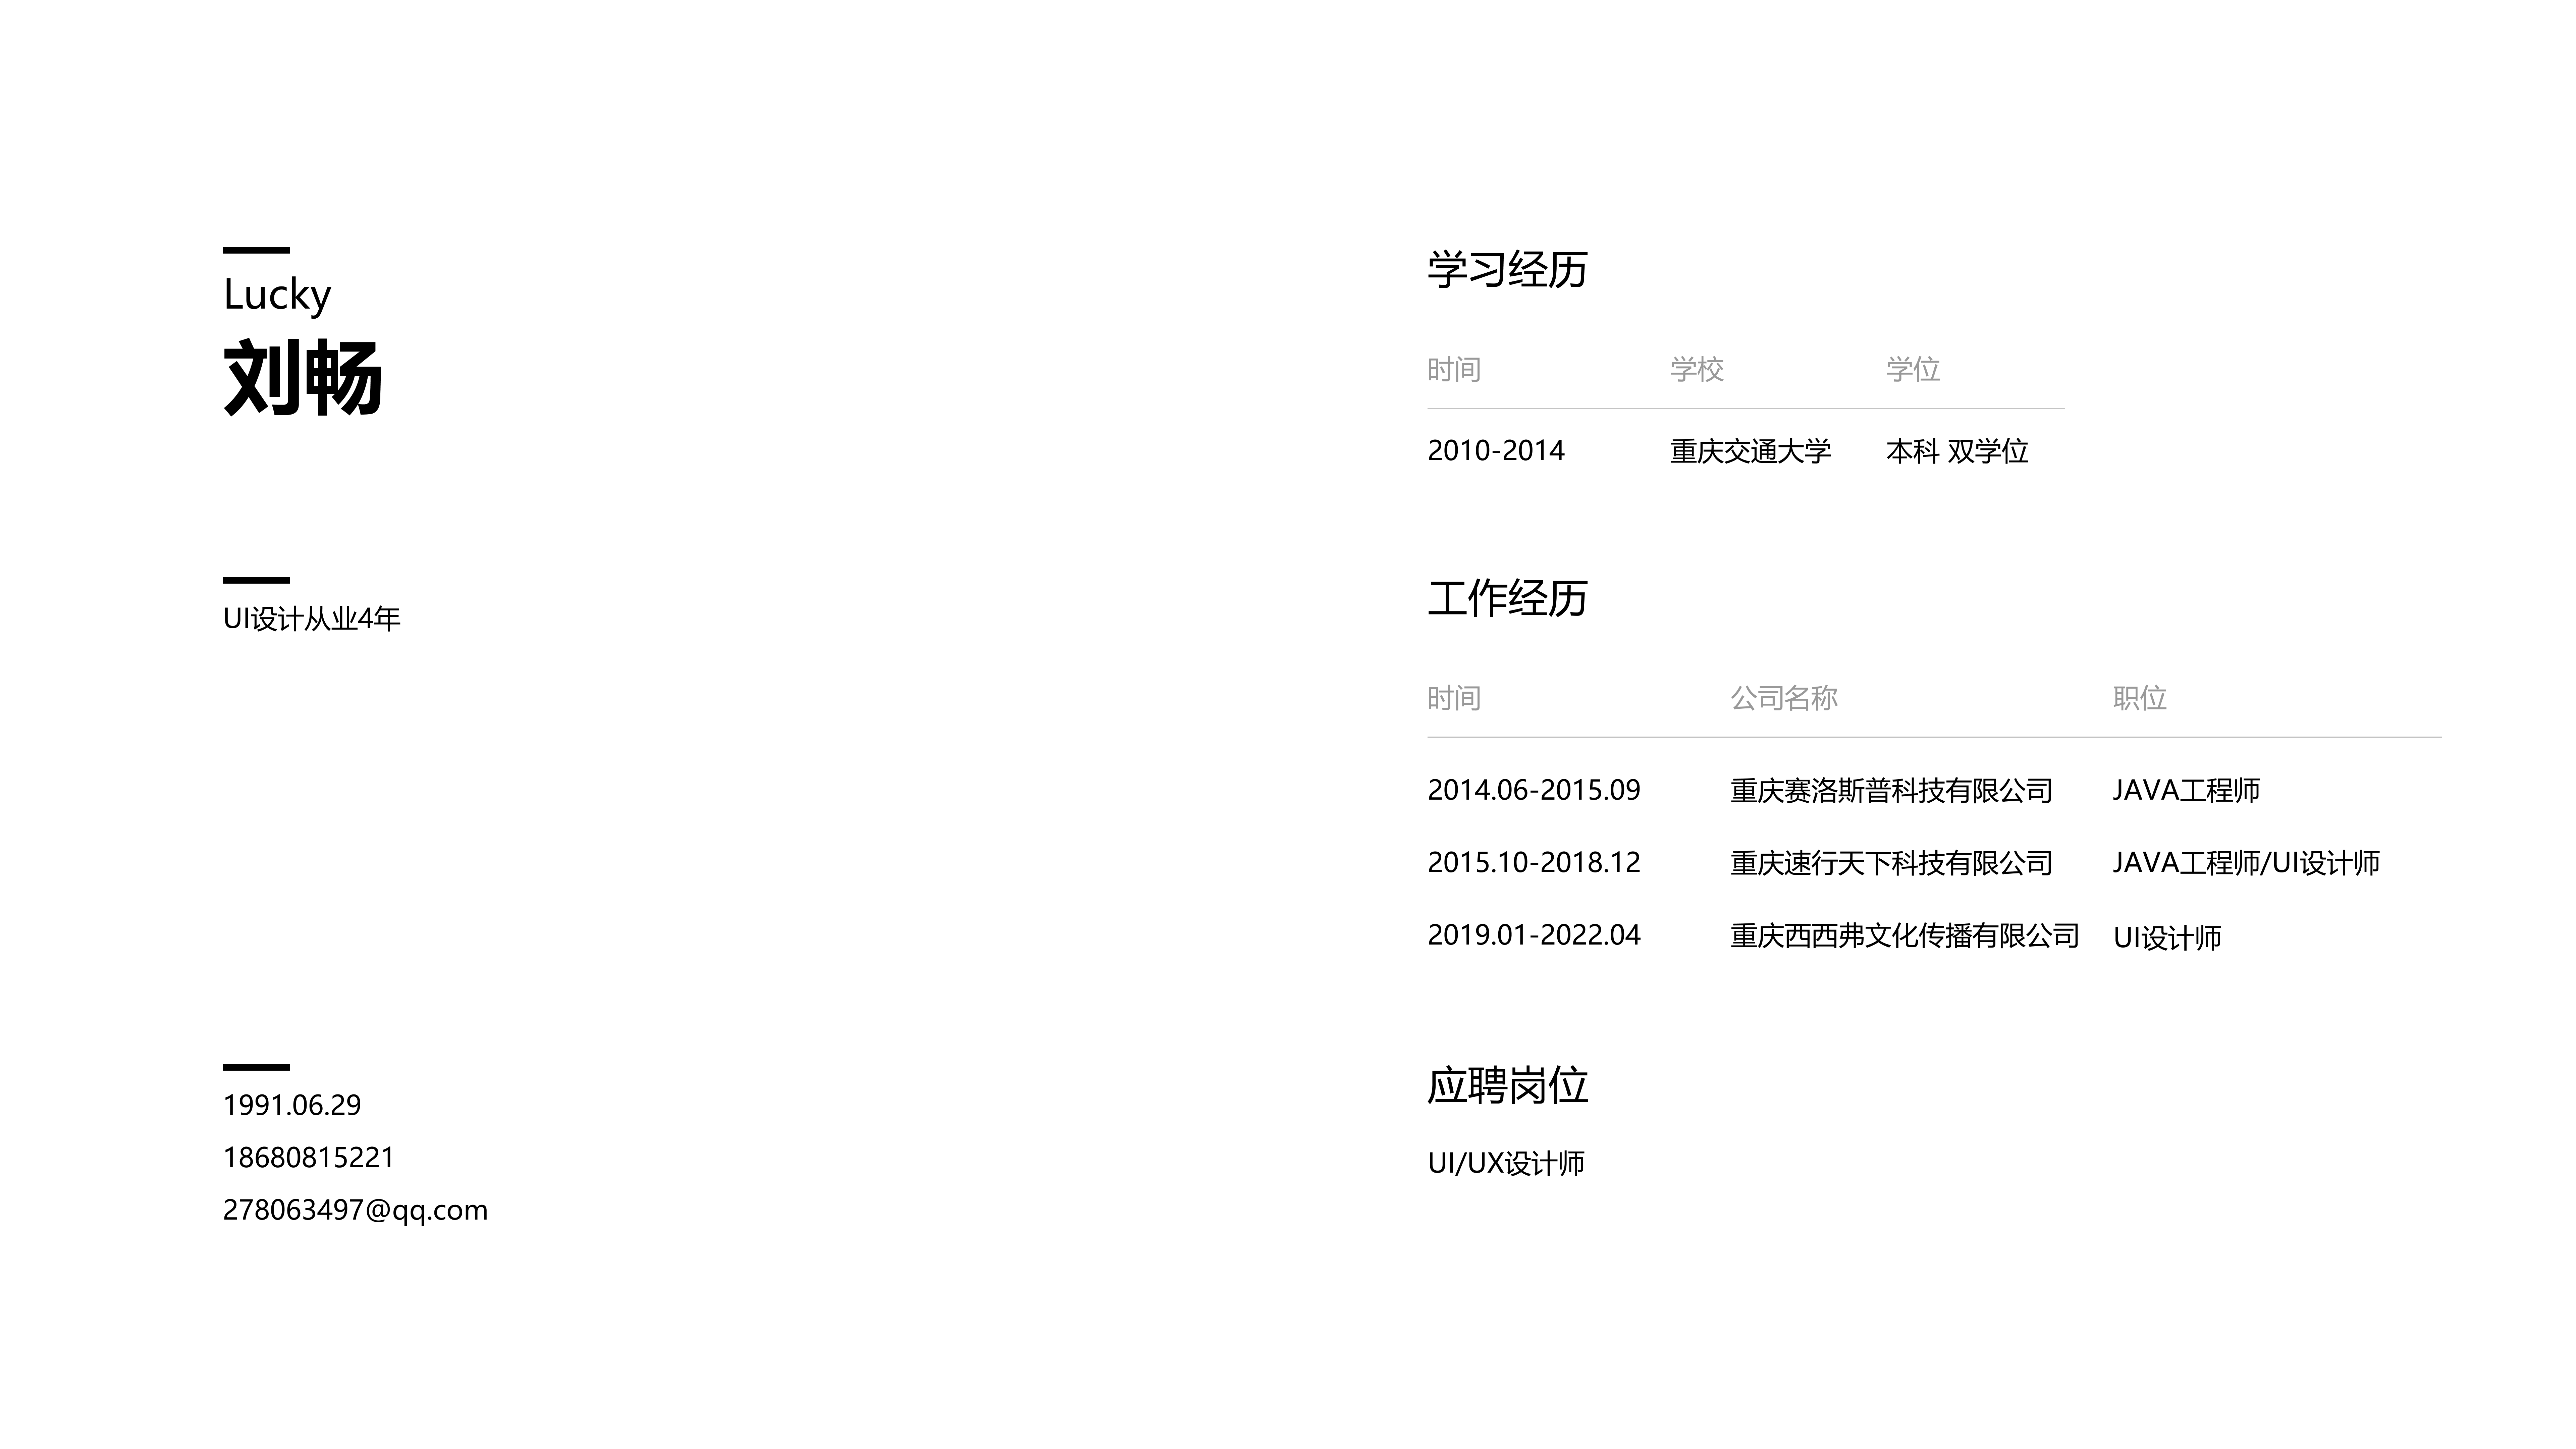 Lucky
刘畅
UI设计从业4年
1991.06.29
18680815221
278063497@qq.com
学习经历
时间 学校 学位
2010-2014 重庆交通大学 本科 双学位
工作经历
时间 公司名称 职位
2014.06-2015.09 重庆赛洛斯普科技有限公司 JAVA工程师
2015.10-2018.12 重庆速行天下科技有限公司 JAVA工程师/UI设计师
2019.01-2022.04 重庆西西弗文化传播有限公司 UI设计师
应聘岗位
UI/UX设计师